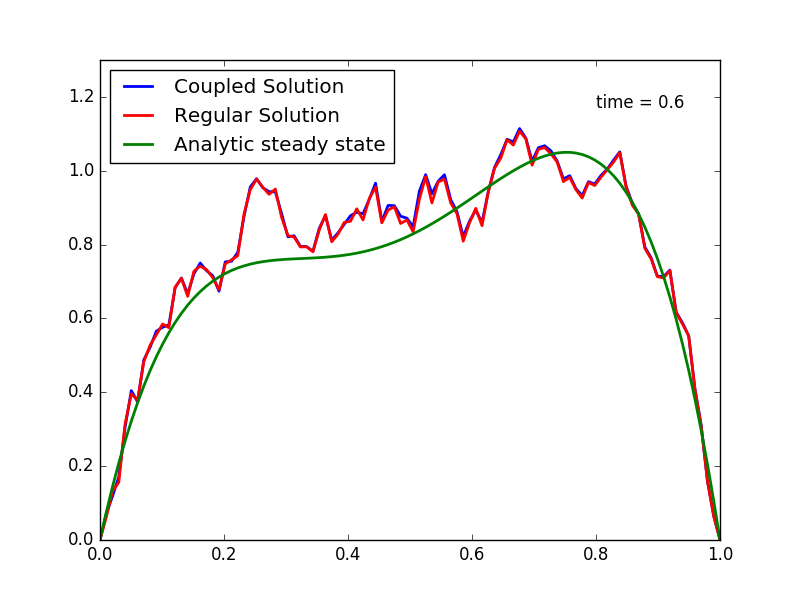 Coupled Solution
Regular Solution
Analytic steady state
time = 0.6
1.2
1.0
0.8
0.6
0.4
0.2
0.0
0.0 0.2 0.4 0.6 0.8 1.0